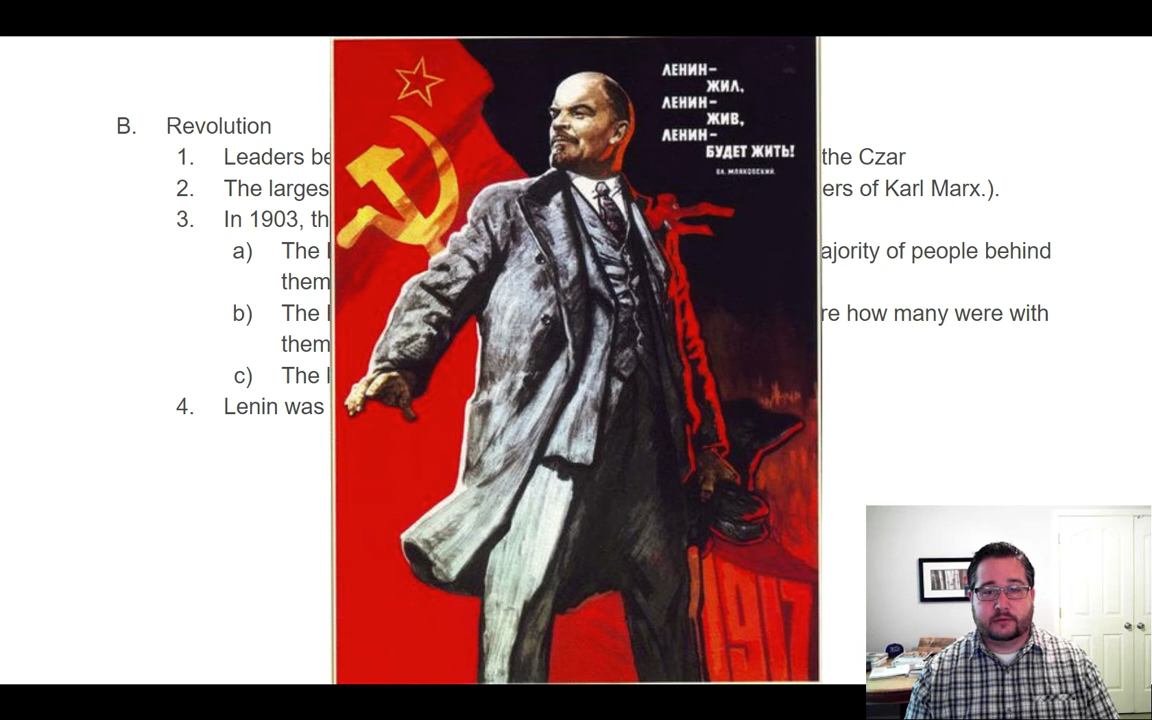 B. Revolution
1. Leaders be
the Czar
2. The larges
ers of Karl Marx.).
3. In 1903, th
a) The
ajority of people behind
them
b) The
re how many were with
them
c) The
4. Lenin was
ЛЕНИН–
ЖИЛ,
ЛЕНИН–
ЖИВ,
ЛЕНИН–
БУДЕТ ЖИТЬ!
ВЛ. МАЯКОВСКИЙ.
1917